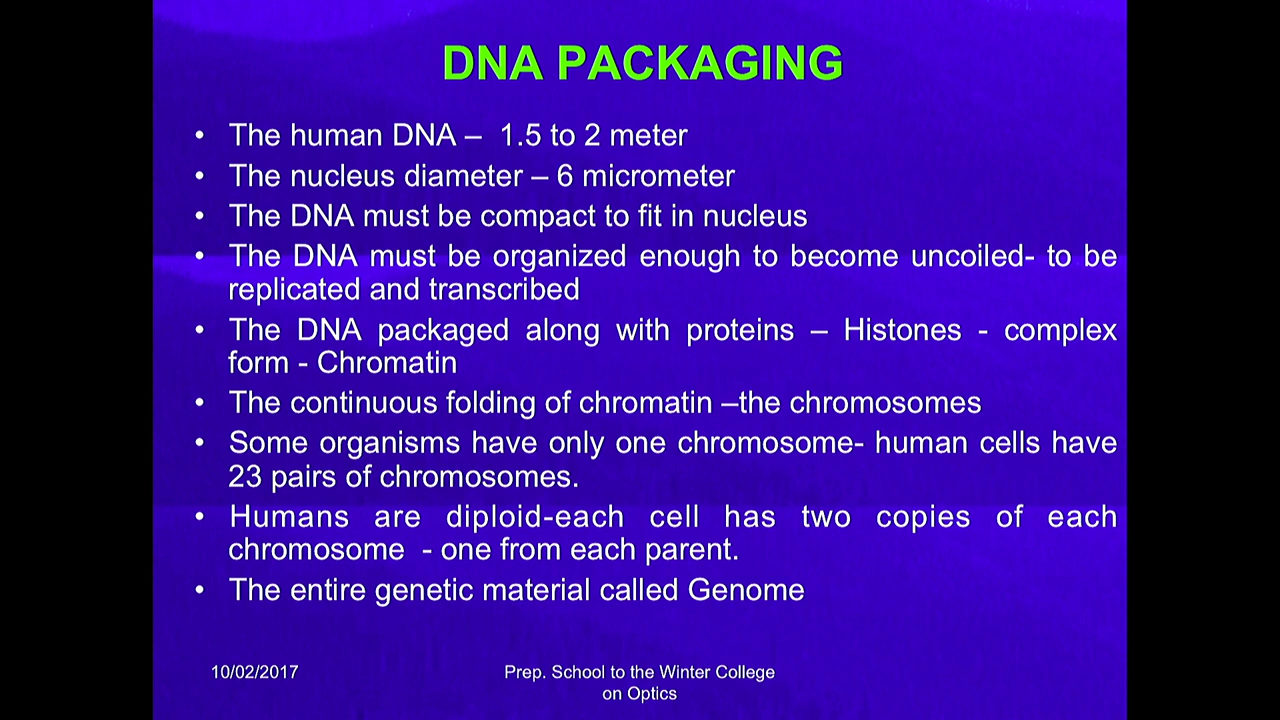 DNA PACKAGING
• The human DNA – 1.5 to 2 meter
• The nucleus diameter – 6 micrometer
• The DNA must be compact to fit in nucleus
• The DNA must be organized enough to become uncoiled- to be
replicated and transcribed
• The DNA packaged along with proteins – Histones - complex
form - Chromatin
• The continuous folding of chromatin –the chromosomes
• Some organisms have only one chromosome- human cells have
23 pairs of chromosomes.
• Humans are diploid-each cell has two copies of each
chromosome - one from each parent.
• The entire genetic material called Genome
10/02/2017
Prep. School to the Winter College
on Optics